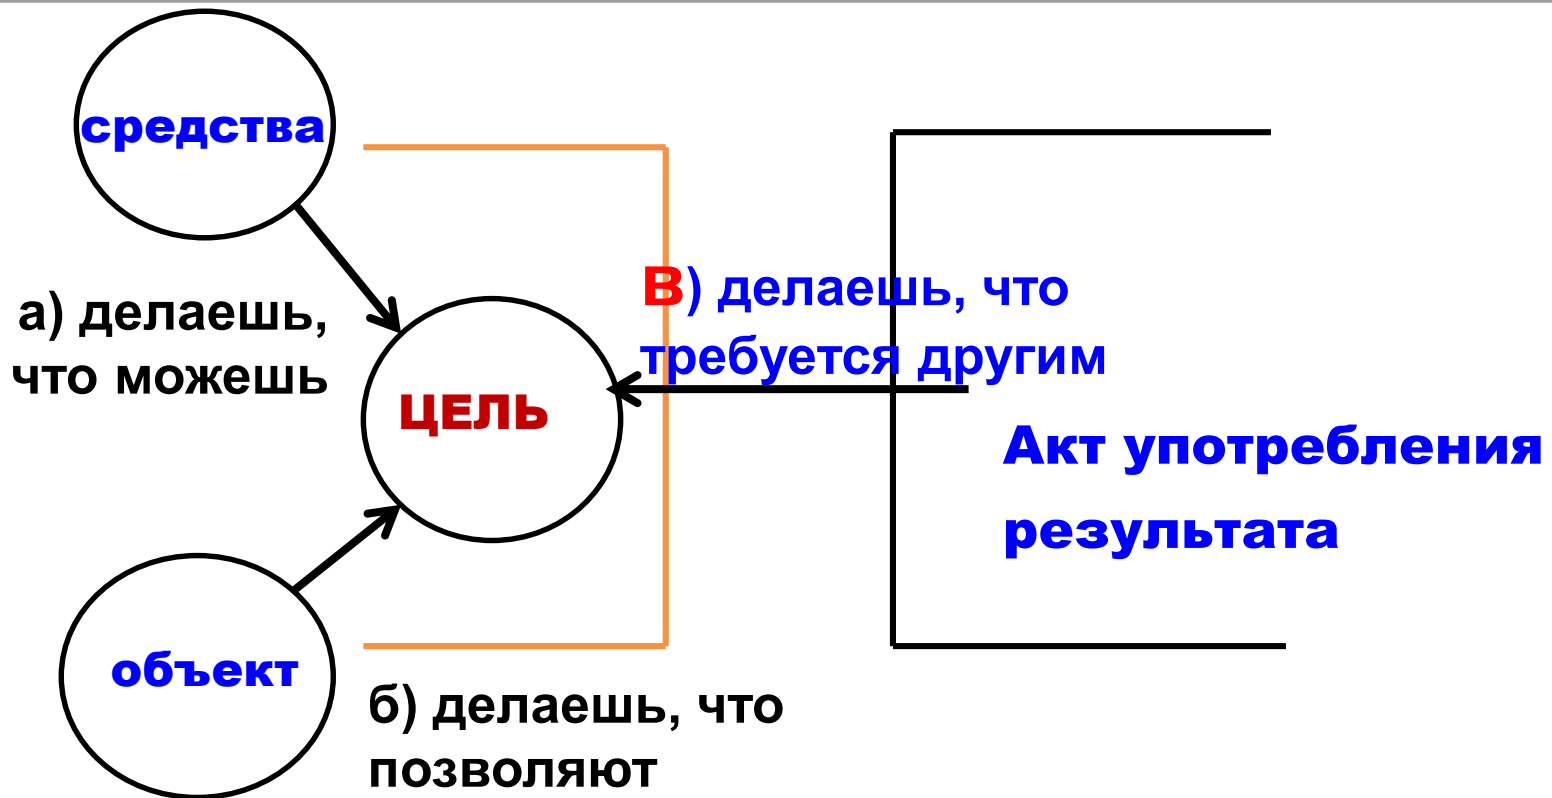 средства
а) делаешь,
что можешь
В) делаешь, что
требуется другим
ЦЕЛЬ
Акт употребления
результата
объект
б) делаешь, что
позволяют